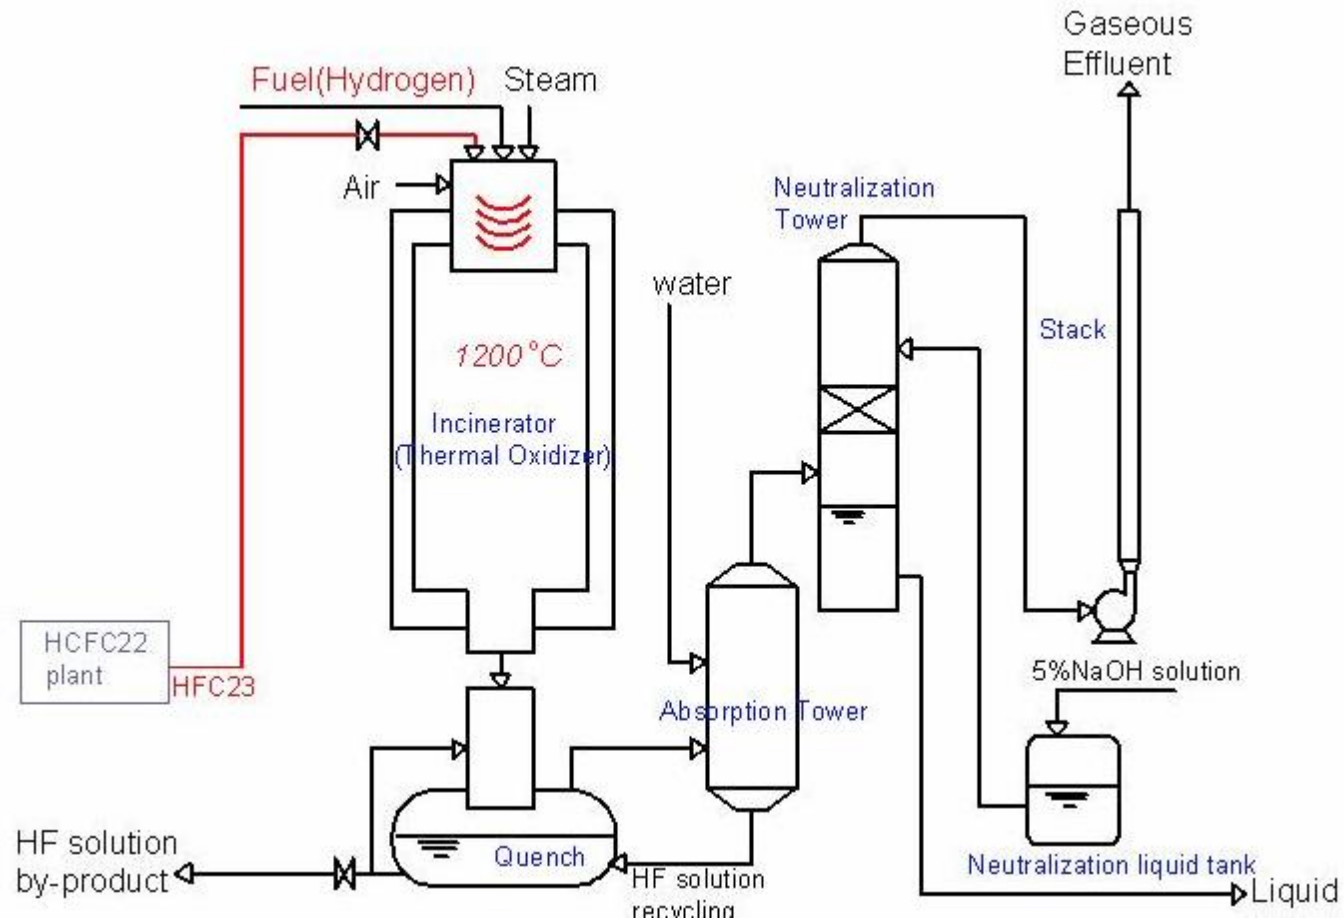 Gaseous
Effluent
Fuel(Hydrogen)
Steam
Air
Neutralization
Tower
water
Stack
1200°C
Incinerator
(Thermal Oxidizer)
HCFC22
plant
HFC23
5%NaOH solution
Absorption Tower
HF solution
by-product
Quench
HF solution
recycling
Neutralization liquid tank
Liquid